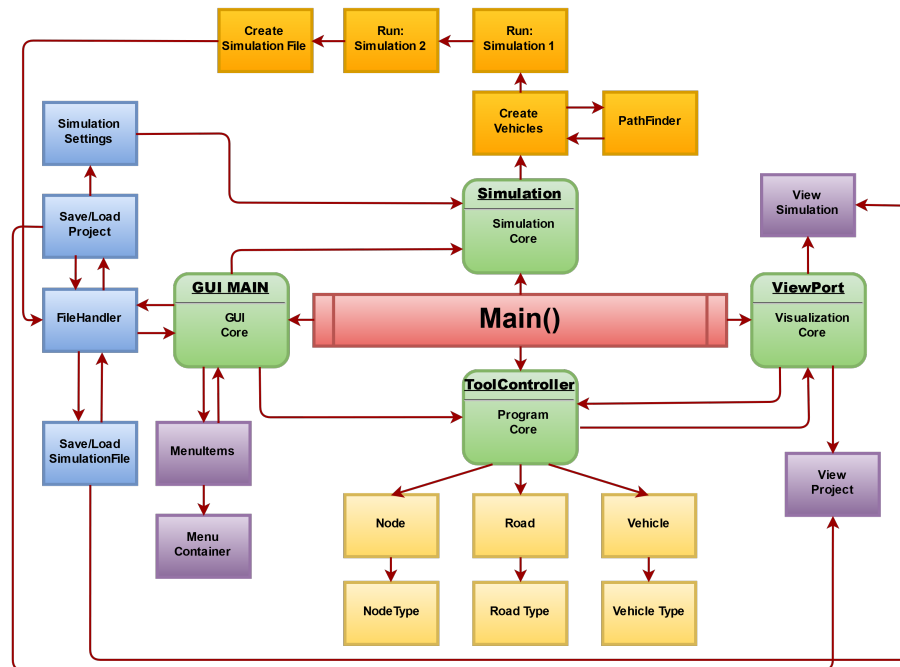 Create
Simulation File
Run:
Simulation 2
Run:
Simulation 1
Create
Vehicles
PathFinder
Simulation
Settings
Save/Load
Project
FileHandler
Save/Load
SimulationFile
Simulation
Simulation
Core
View
Simulation
GUI MAIN
GUI
Core
Main()
ViewPort
Visualization
Core
ToolController
Program
Core
MenuItems
Menu
Container
View
Project
Node
Road
Vehicle
NodeType
Road Type
Vehicle Type